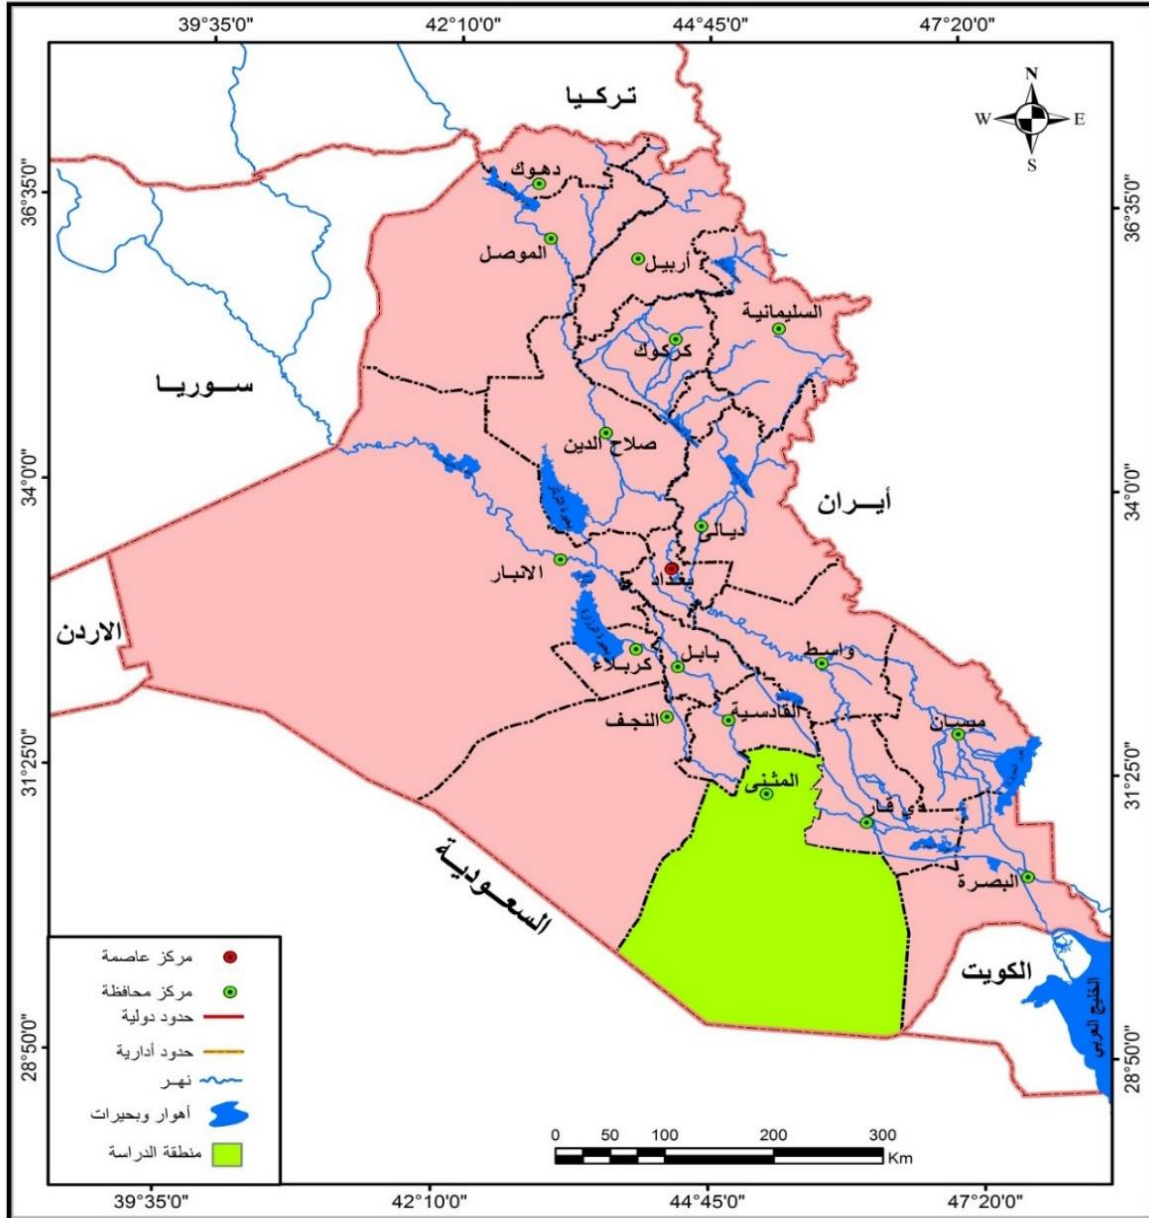 39°35'0" 42°10'0" 44°45'0" 47°20'0"
N
W E
S
36°35'0" 36°35'0"
34°0'0" 34°0'0"
31°25'0" 31°25'0"
28°50'0" 28°50'0"
تركيا
دهوك
الموصل
أربيل
السليمانية
كركوك
سوريا
صلاح الدين
أيران
ديالى
بغداد
الانبار
الاردن
واسط
بابل
كربلاء
ميسان
القادسية
النجف
المثنى
ذي قار
البصرة
السعودية
الكويت
الخليج العربي
مركز عاصمة
مركز محافظة
حدود دولية
حدود أدارية
نهر
أهوار وبحيرات
منطقة الدراسة
0 50 100 200 300
Km
39°35'0" 42°10'0" 44°45'0" 47°20'0"